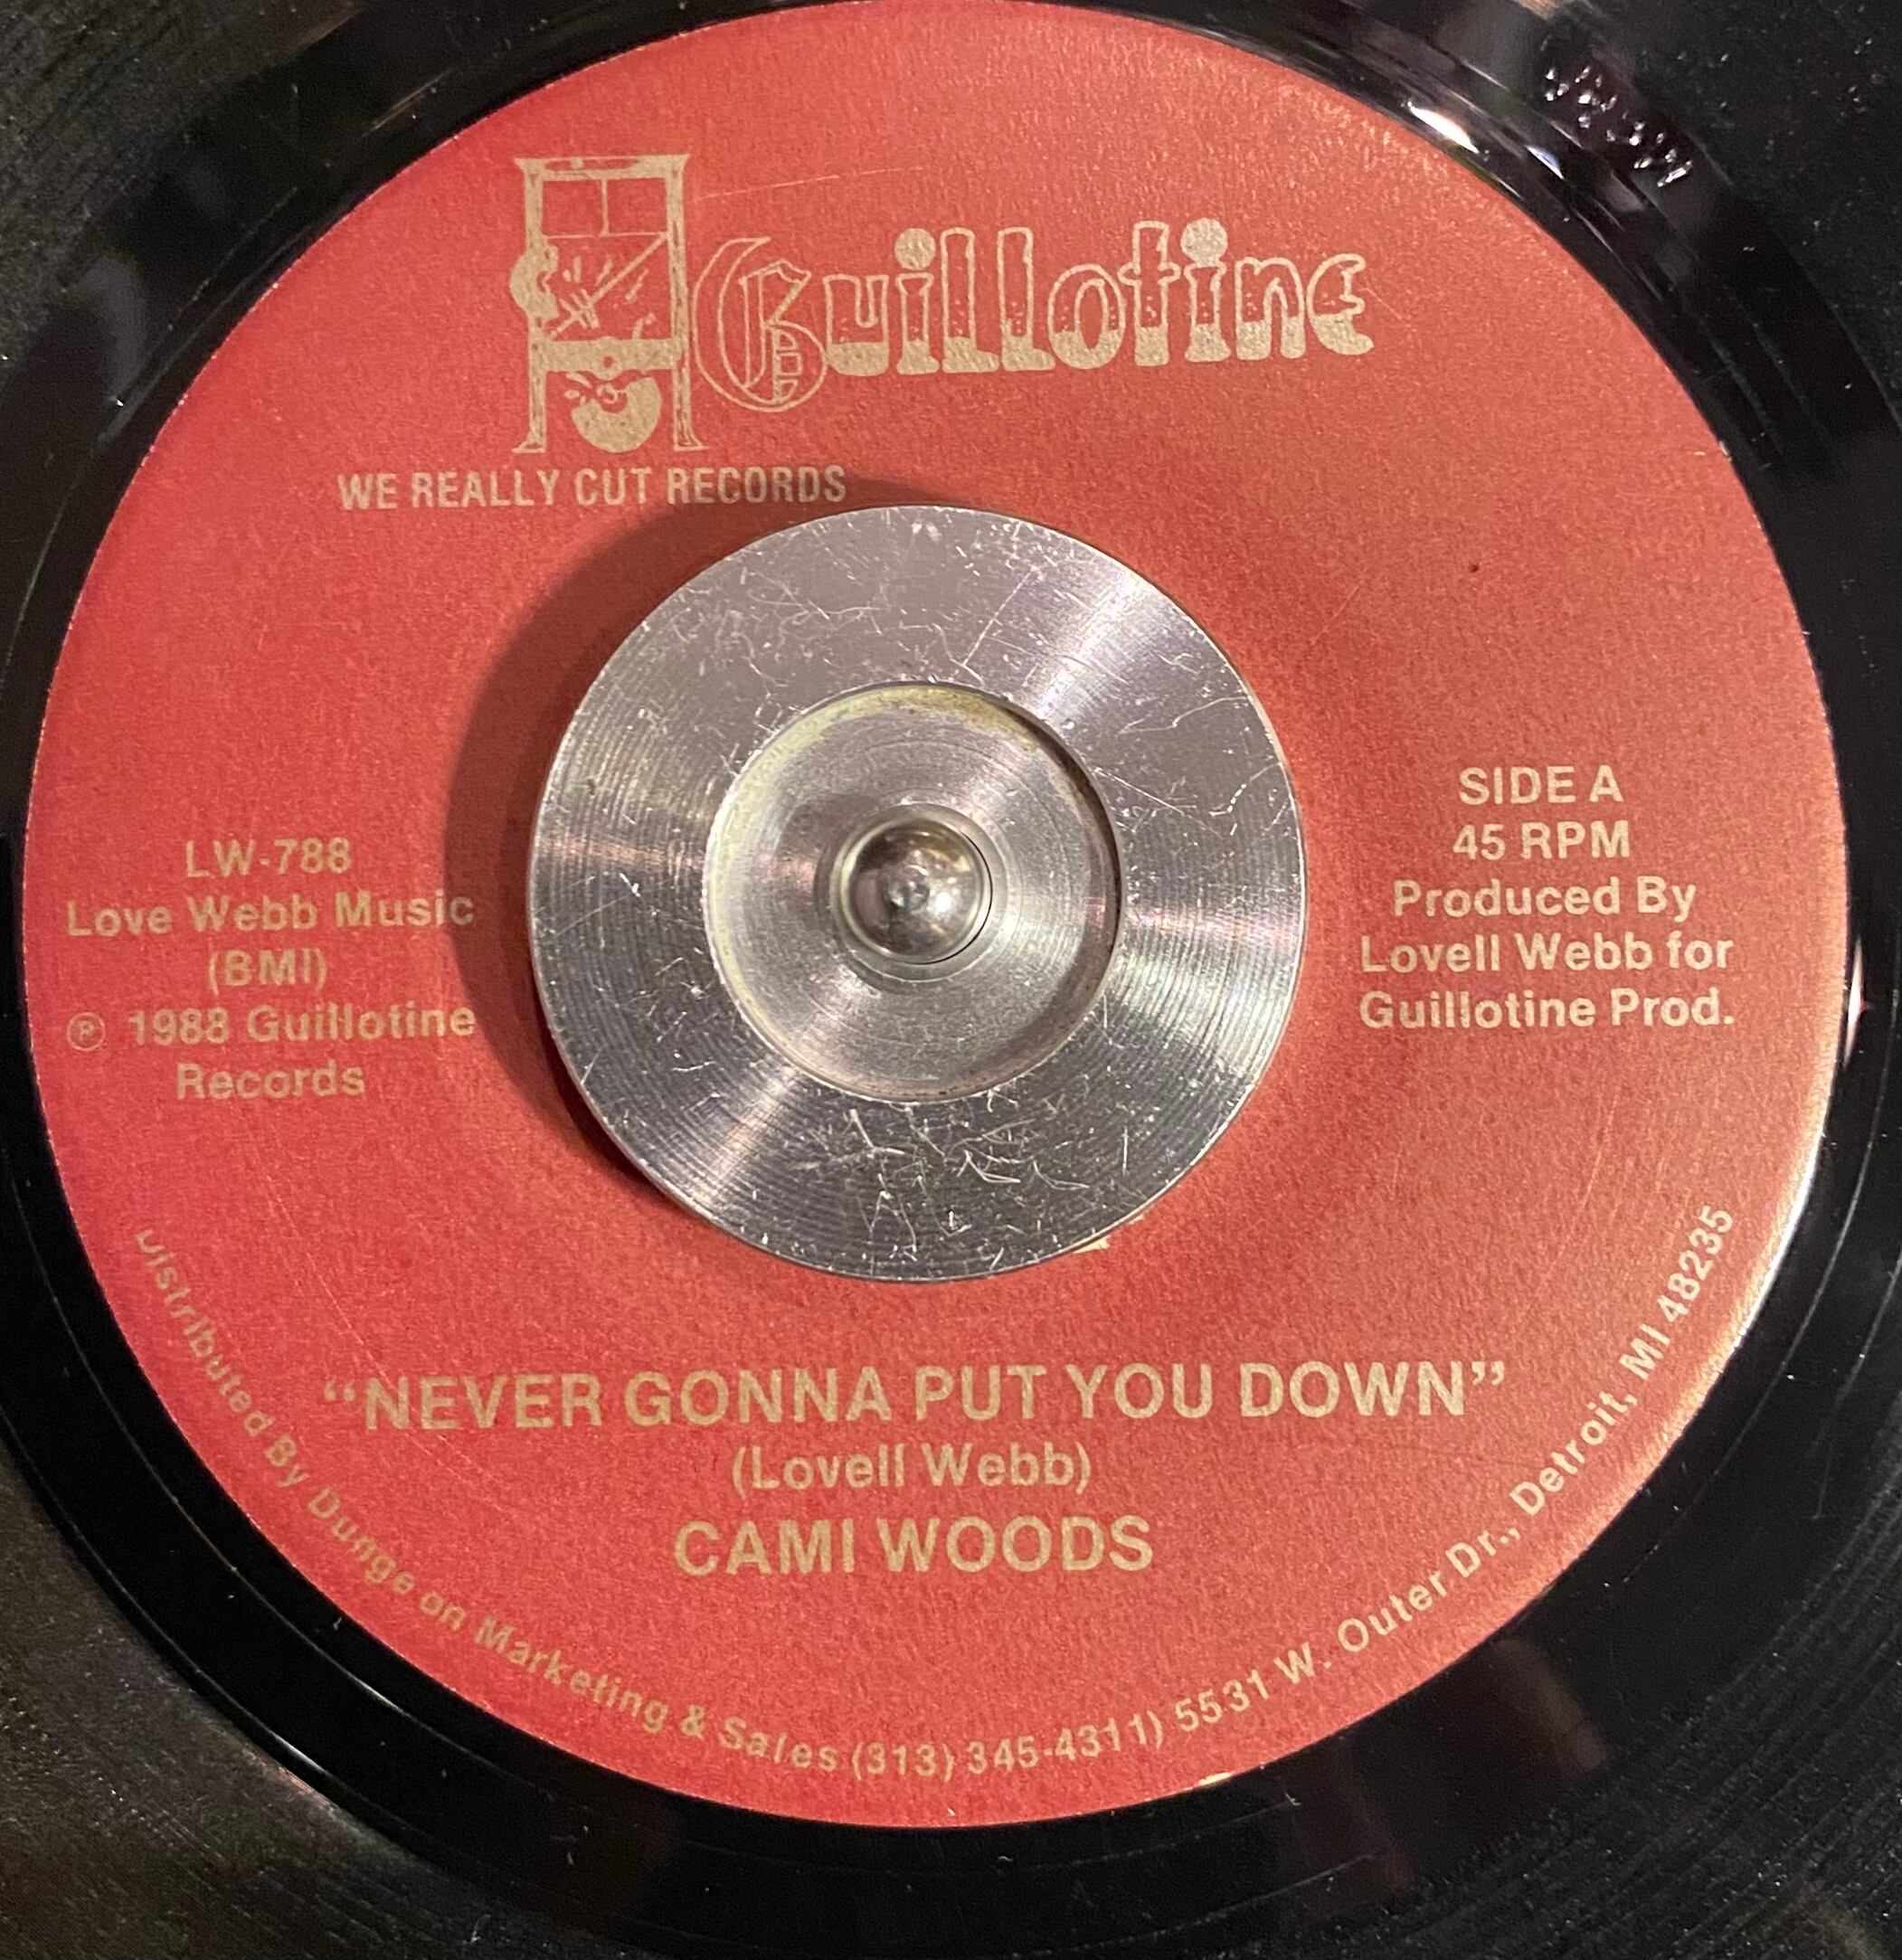 Guillotine
WE REALLY CUT RECORDS
LW-788
Love Webb Music
(BMI)
℗ 1988 Guillotine
Records
SIDE A
45 RPM
Produced By
Lovell Webb for
Guillotine Prod.
“NEVER GONNA PUT YOU DOWN”
(Lovell Webb)
CAMI WOODS
Distributed By Dunge on Marketing & Sales (313) 345-4311) 5531 W. Outer Dr., Detroit, MI 48235